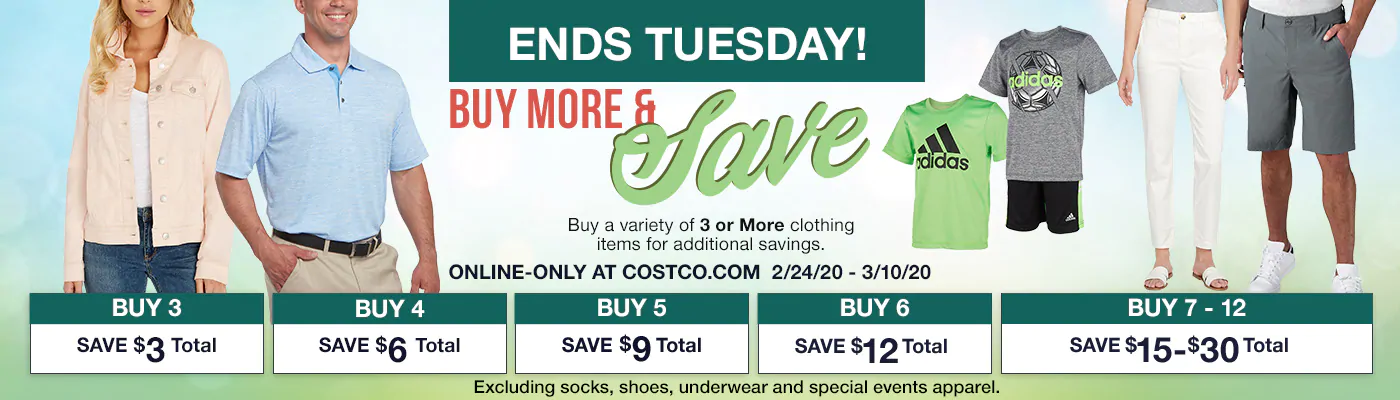 ENDS TUESDAY!
BUY MORE &
Save
adidas
adidas
Buy a variety of 3 or More clothing
items for additional savings.
ONLINE-ONLY AT COSTCO.COM 2/24/20 - 3/10/20
BUY 3
SAVE $3 Total
BUY 4
SAVE $6 Total
BUY 5
SAVE $9 Total
BUY 6
SAVE $12 Total
BUY 7 - 12
SAVE $15-$30 Total
Excluding socks, shoes, underwear and special events apparel.